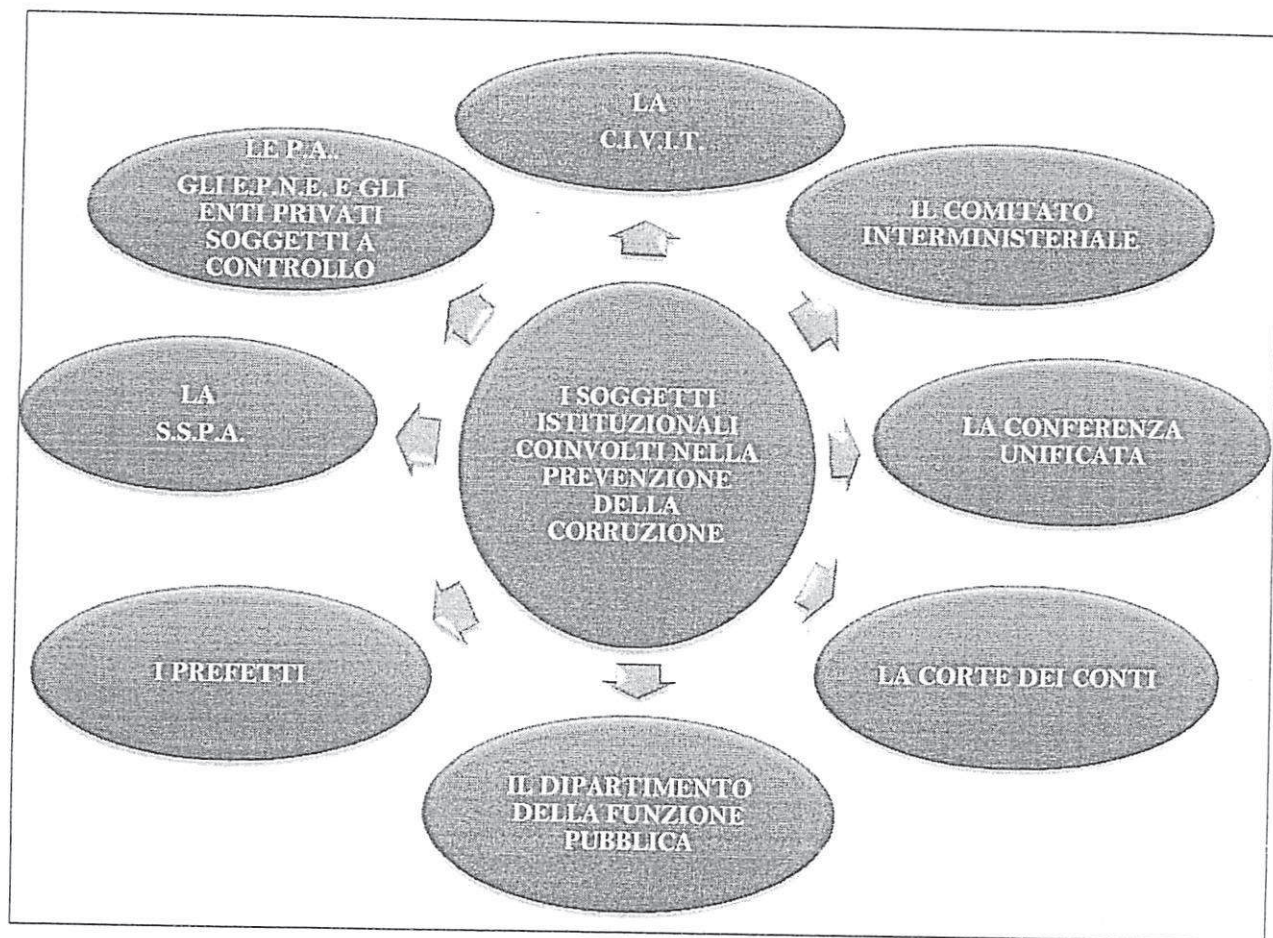 LA
C.I.V.I.T.
IL COMITATO
INTERMINISTERIALE
LA CONFERENZA
UNIFICATA
LA CORTE DEI CONTI
IL DIPARTIMENTO
DELLA FUNZIONE
PUBBLICA
I PREFETTI
LA
S.S.P.A.
LE P.A..
GLI E.P.N.E. E GLI
ENTI PRIVATI
SOGGETTI A
CONTROLLO
I SOGGETTI
ISTITUZIONALI
COINVOLTI NELLA
PREVENZIONE
DELLA
CORRUZIONE